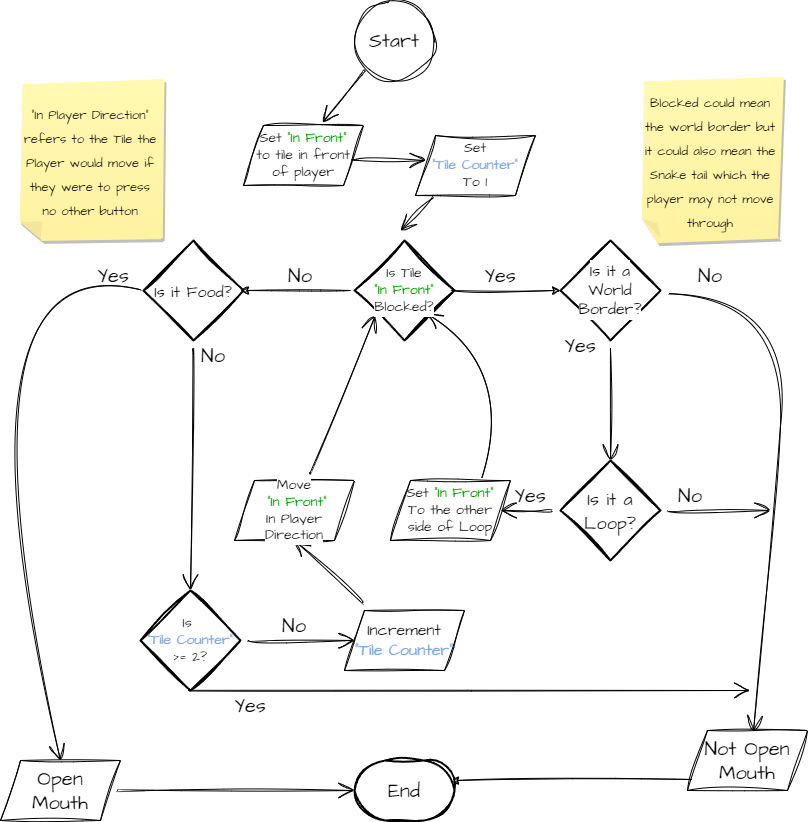 Start
"In Player Direction"
refers to the Tile the
Player would move if
they were to press
no other button
Blocked could mean
the world border but
it could also mean the
Snake tail which the
player may not move
through
Set "In Front"
to tile in front
of player
Set
"Tile Counter"
To 1
Yes
Is it Food?
No
Is Tile
"In Front"
Blocked?
Yes
Is it a
World
Border?
No
No
Yes
Move
"In Front"
In Player
Direction
Set "In Front"
To the other
side of Loop
Yes
Is it a
Loop?
No
Is
"Tile Counter"
>= 2?
No
Increment
"Tile Counter"
Yes
Open
Mouth
End
Not Open
Mouth